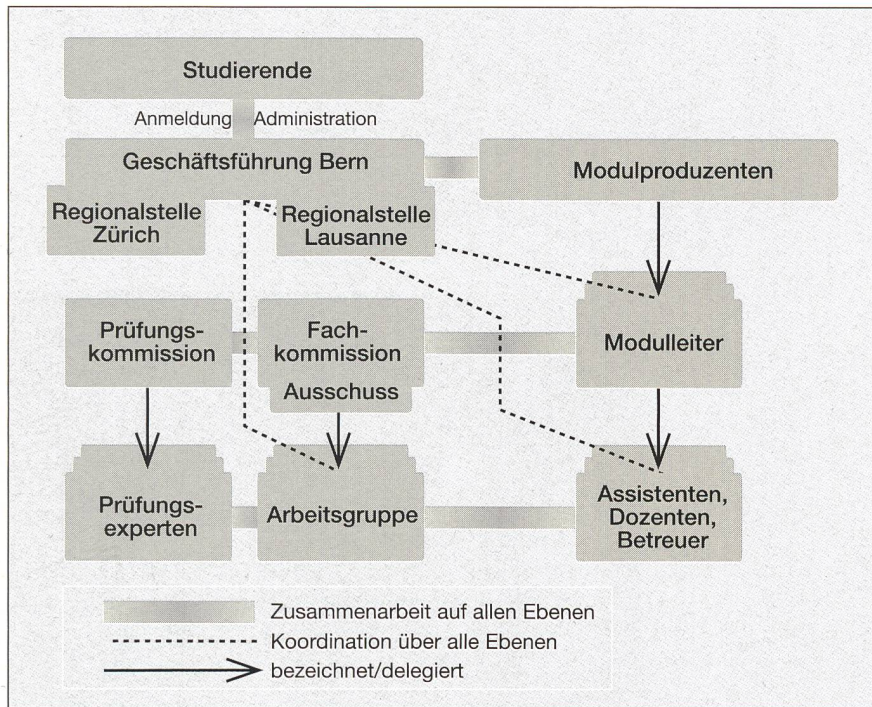 Studierende
Anmeldung Administration
Geschäftsführung Bern
Modulproduzenten
Regionalstelle
Zürich
Regionalstelle
Lausanne
Prüfungs-
kommission
Fach-
kommission
Ausschuss
Modulleiter
Prüfungs-
experten
Arbeitsgruppe
Assistenten,
Dozenten,
Betreuer
Zusammenarbeit auf allen Ebenen
Koordination über alle Ebenen
bezeichnet/delegiert